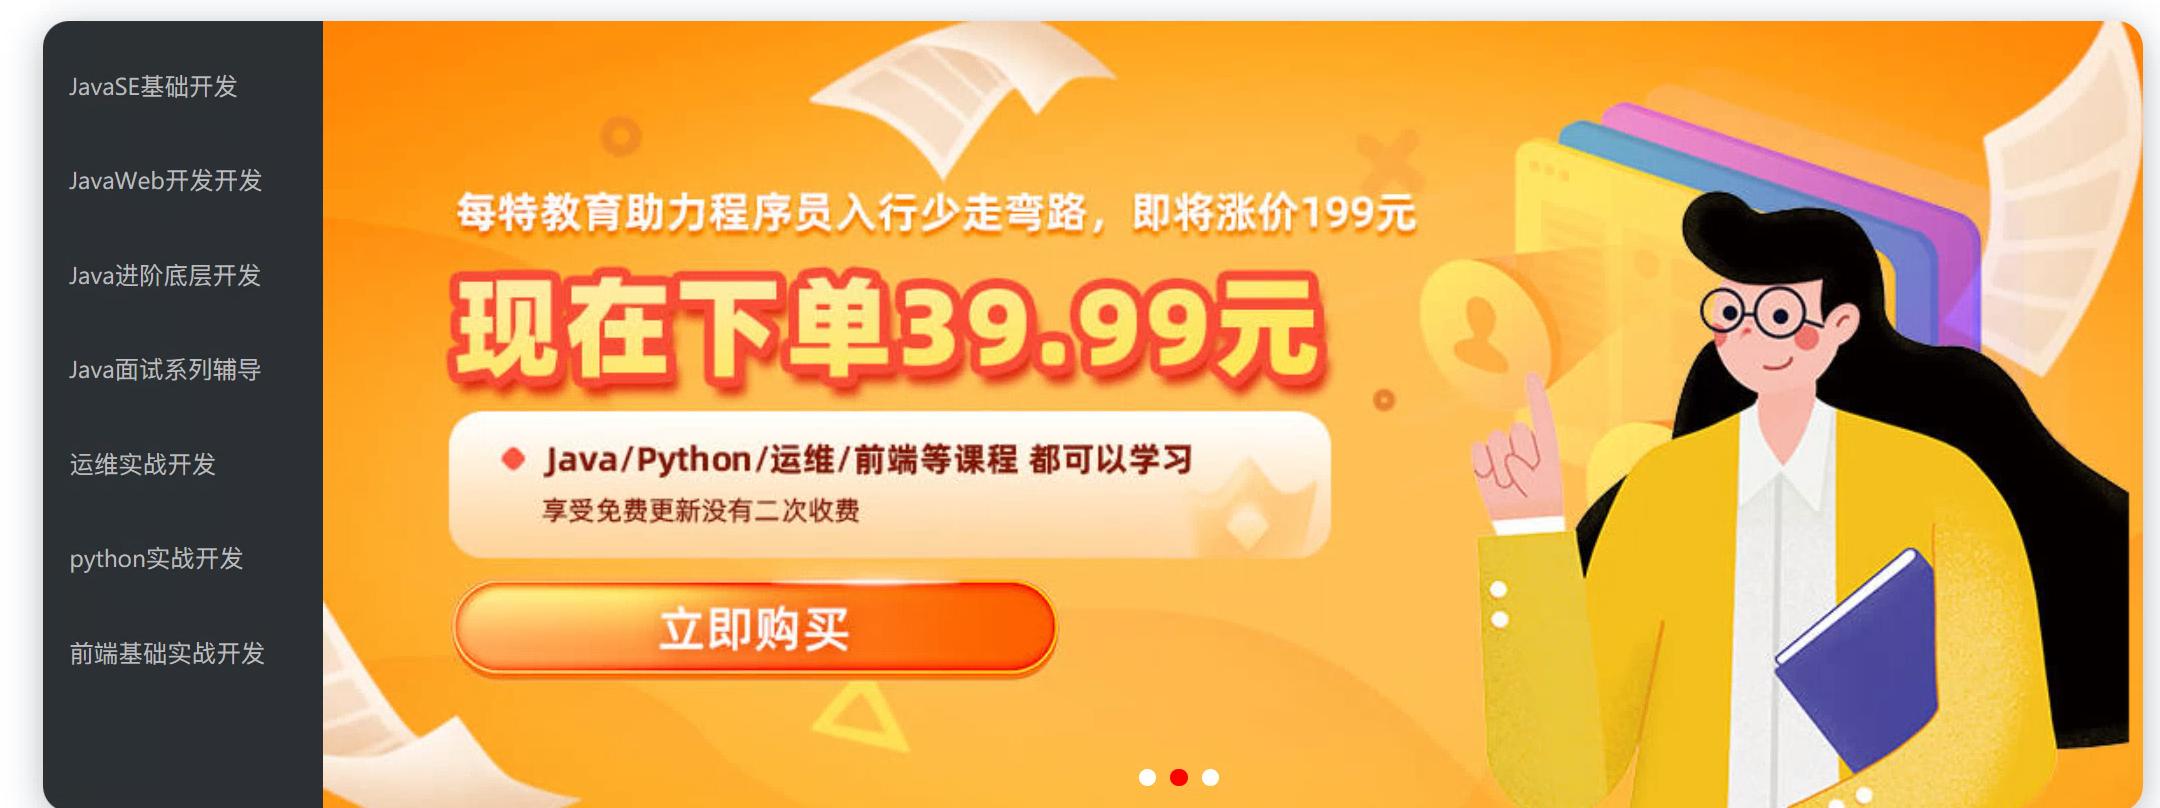 JavaSE基础开发
JavaWeb开发开发
Java进阶底层开发
Java面试系列辅导
运维实战开发
python实战开发
前端基础实战开发
每特教育助力程序员入行少走弯路，即将涨价199元
现在下单39.99元
Java/Python/运维/前端等课程 都可以学习
享受免费更新没有二次收费
立即购买